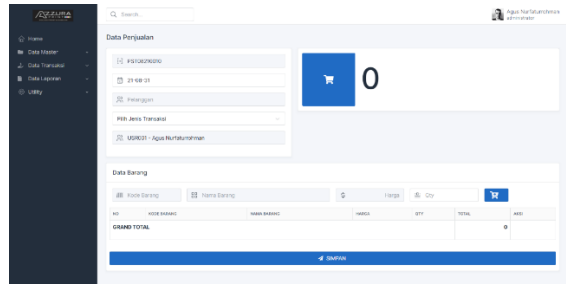 AZZURA
Search...
Agus Nurfaturrohman
administrator
Home
Data Master
Data Transaksi
Data Laporan
Utility
Data Penjualan
21-08-31
Pelanggan
Pilih Jenis Transaksi
USR001 - Agus Nurfaturrohman
0
Data Barang
Kode Barang
Nama Barang
$
Harga
Qty
NO KODE BARANG NAMA BARANG HARGA QTY TOTAL AKSI
GRAND TOTAL 0
SIMPAN